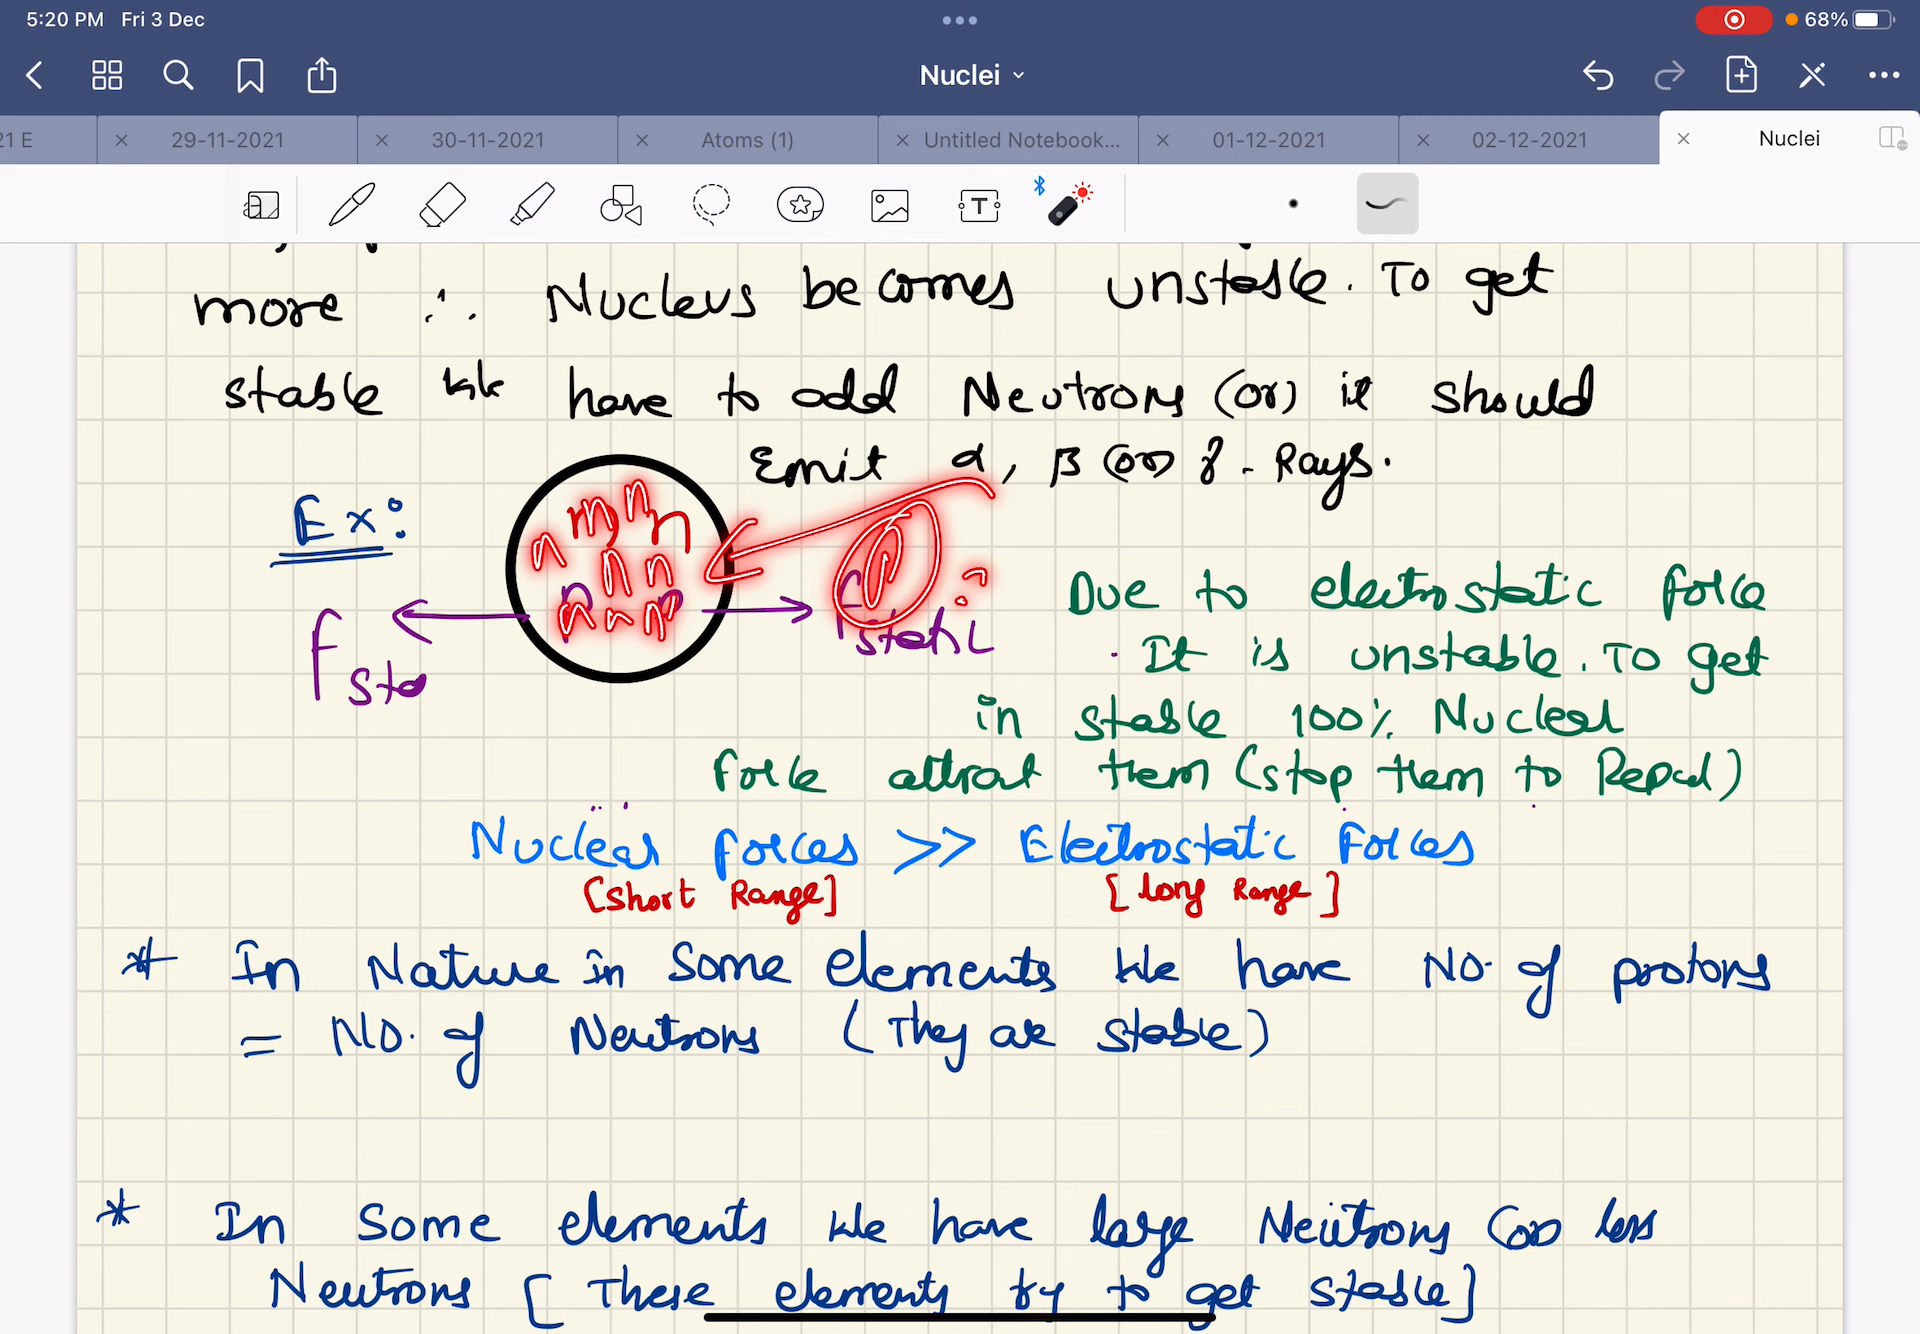 5:20 PM Fri 3 Dec
68%
Nuclei
21 E
29-11-2021
30-11-2021
Atoms (1)
Untitled Notebook...
01-12-2021
02-12-2021
Nuclei
more ∴ Nucleus becomes unstable. To get
stable We have to add Neutrons (or) it should
Emit α, β (or) γ - Rays.
Ex:
n n n n
n n n
n n n
p
F sta
F static
Due to electrostatic force
. It is unstable. To get
in stable 100% Nuclear
Force attrat them (stop them to Repel)
Nuclear forces >> Electrostatic Forces
[short Range] [long Range]
* In Nature in some elements We have NO. of protons
= NO. of Neutrons (They are stable)
* In some elements We have large Neutrons (or) less
Neutrons [These elements try to get stable]